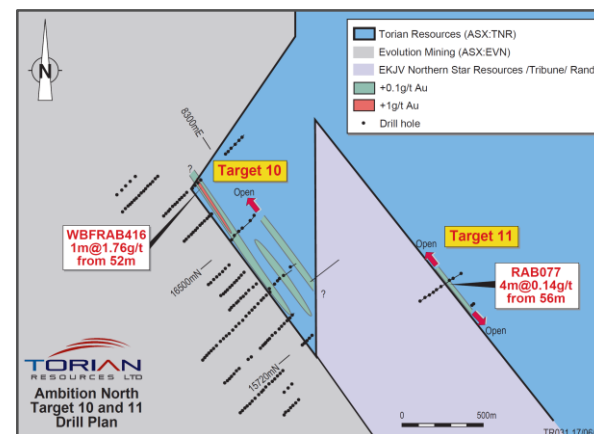 N
Torian Resources (ASX:TNR)
Evolution Mining (ASX:EVN)
EKJV Northern Star Resources /Tribute/ Rand
+0.1g/t Au
+1g/t Au
Drill hole
8300mE
?
Target 10
Open
WBFRAB416
1m@1.76g/t
from 52m
Target 11
Open
RAB077
4m@0.14g/t
from 56m
16500mN
?
Open
15720mN
TORIAN
RESOURCES LTD
Ambition North
Target 10 and 11
Drill Plan
0
500m